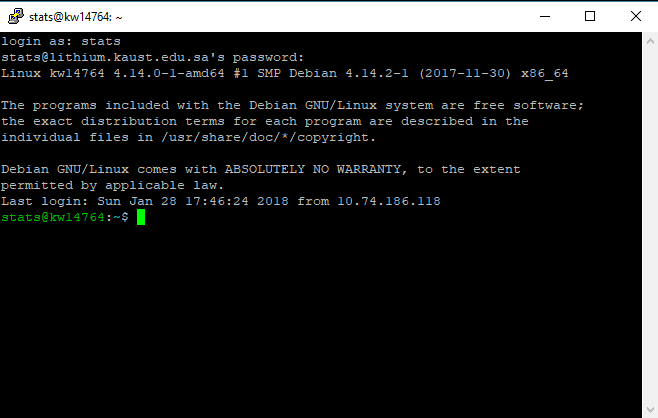 stats@kw14764: ~
login as: stats
stats@lithium.kaust.edu.sa's password:
Linux kw14764 4.14.0-1-amd64 #1 SMP Debian 4.14.2-1 (2017-11-30) x86_64
The programs included with the Debian GNU/Linux system are free software;
the exact distribution terms for each program are described in the
individual files in /usr/share/doc/*/copyright.
Debian GNU/Linux comes with ABSOLUTELY NO WARRANTY, to the extent
permitted by applicable law.
Last login: Sun Jan 28 17:46:24 2018 from 10.74.186.118
stats@kw14764:~$